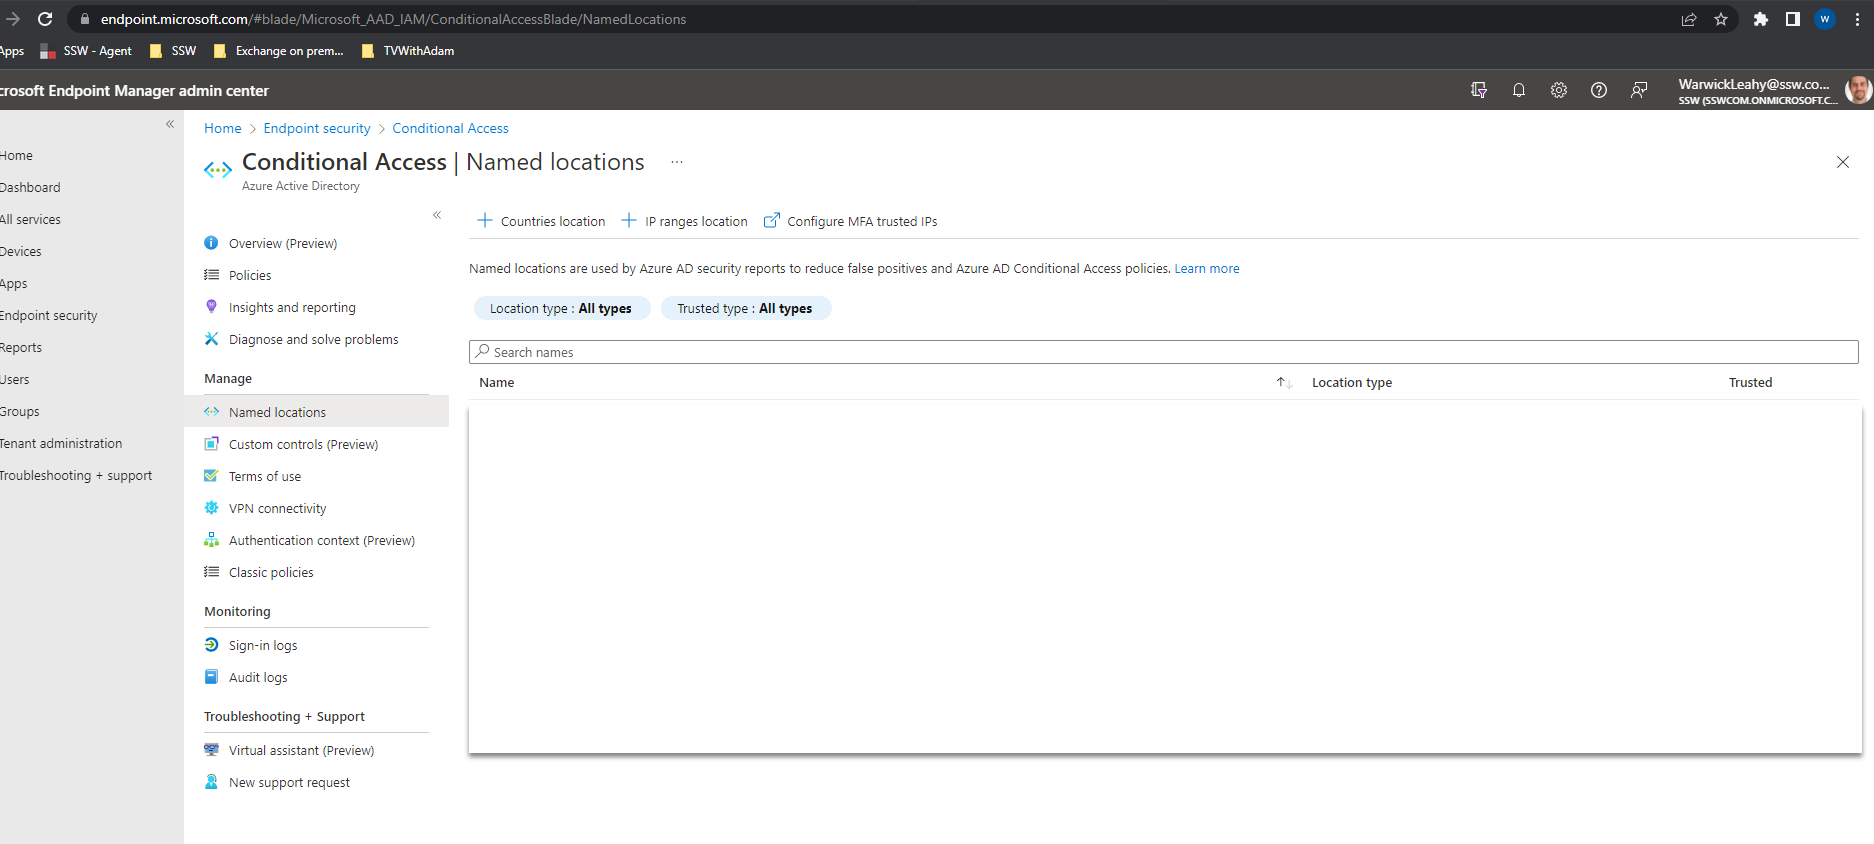 endpoint.microsoft.com/#blade/Microsoft_AAD_IAM/ConditionalAccessBlade/NamedLocations
W
Apps
SSW - Agent
SSW
Exchange on prem...
TVWithAdam
crosoft Endpoint Manager admin center
WarwickLeahy@ssw.co...
SSW (SSWCOM.ONMICROSOFT.C...
Home
Dashboard
All services
Devices
Apps
Endpoint security
Reports
Users
Groups
Tenant administration
Troubleshooting + support
Home > Endpoint security > Conditional Access
Conditional Access | Named locations ...
Azure Active Directory
Overview (Preview)
Policies
Insights and reporting
Diagnose and solve problems
Manage
Named locations
Custom controls (Preview)
Terms of use
VPN connectivity
Authentication context (Preview)
Classic policies
Monitoring
Sign-in logs
Audit logs
Troubleshooting + Support
Virtual assistant (Preview)
New support request
+ Countries location
+ IP ranges location
Configure MFA trusted IPs
Named locations are used by Azure AD security reports to reduce false positives and Azure AD Conditional Access policies. Learn more
Location type : All types
Trusted type : All types
Search names
Name
Location type
Trusted